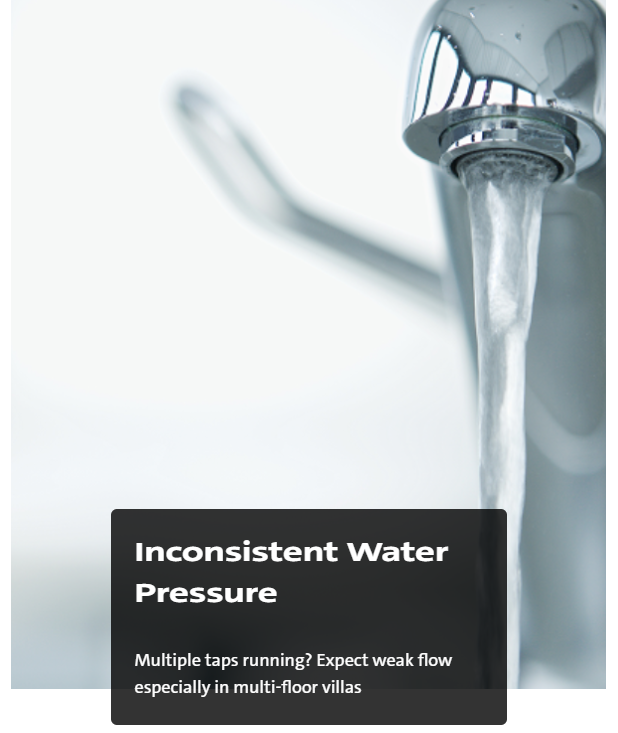 Inconsistent Water
Pressure
Multiple taps running? Expect weak flow
especially in multi-floor villas